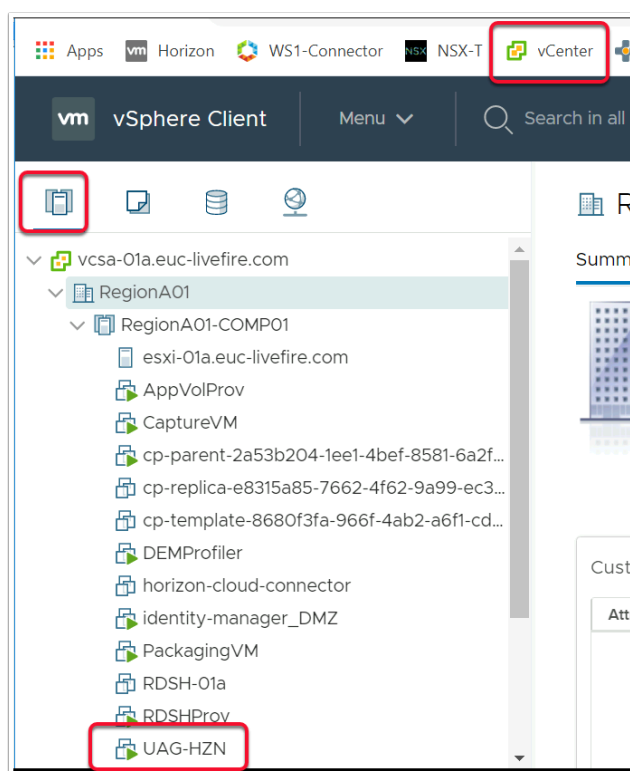 Apps vm Horizon WS1-Connector NSX NSX-T vCenter
vm vSphere Client Menu Search in all
R
vcsa-01a.euc-livefire.com
Summ
RegionA01
RegionA01-COMP01
esxi-01a.euc-livefire.com
AppVolProv
CaptureVM
cp-parent-2a53b204-1ee1-4bef-8581-6a2f...
cp-replica-e8315a85-7662-4f62-9a99-ec3...
cp-template-8680f3fa-966f-4ab2-a6f1-cd...
DEMProfiler
Cust
horizon-cloud-connector
Att
identity-manager_DMZ
PackagingVM
RDSH-01a
RDSHProv
UAG-HZN